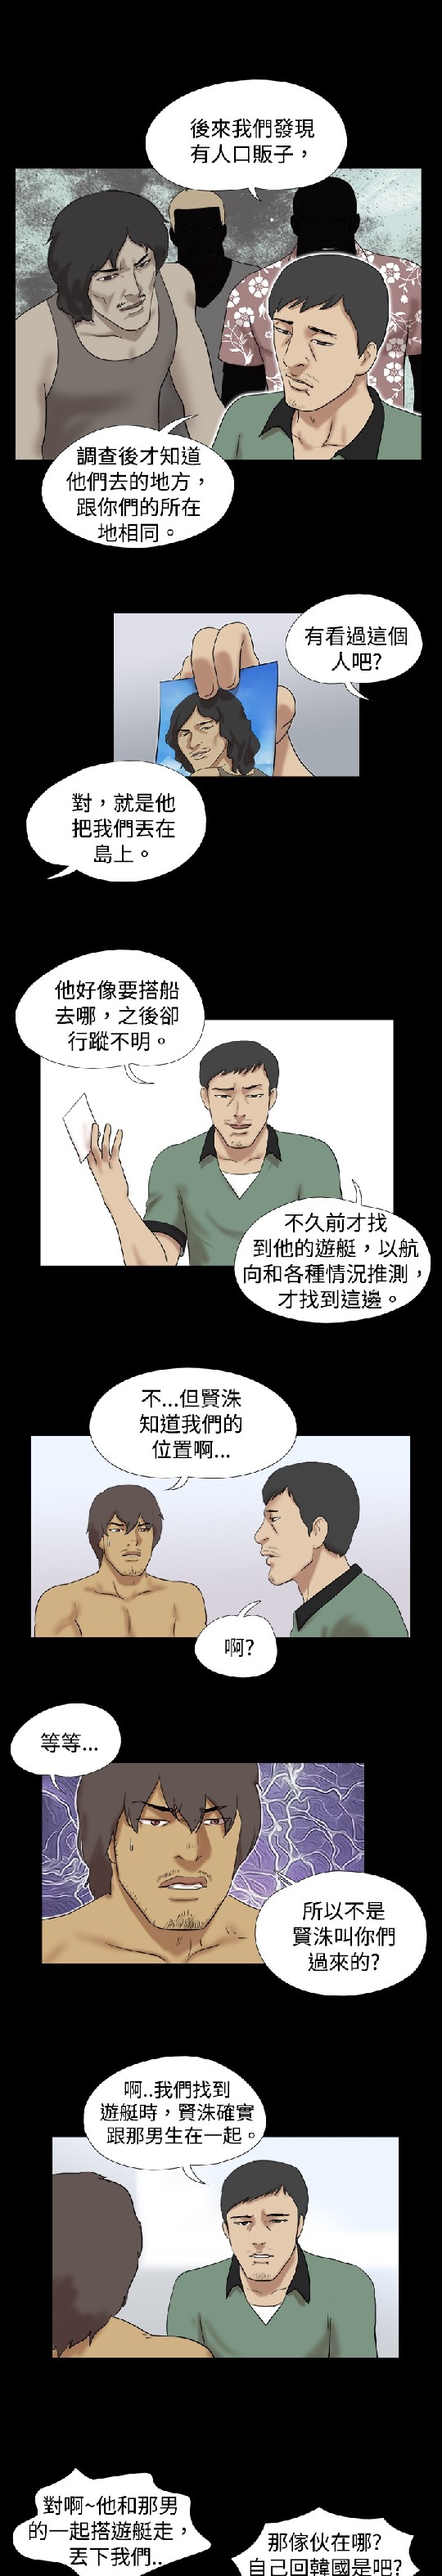 後來我們發現
有人口販子，
調查後才知道
他們去的地方，
跟你們的所在
地相同。
有看過這個
人吧?
對，就是他
把我們丟在
島上。
他好像要搭船
去哪，之後卻
行蹤不明。
不久前才找
到他的遊艇，以航
向和各種情況推測，
才找到這邊。
不...但賢洙
知道我們的
位置啊...
啊?
等等...
所以不是
賢洙叫你們
過來的?
啊..我們找到
遊艇時，賢洙確實
跟那男生在一起。
對啊~他和那男
的一起搭遊艇走，
丟下我們..
那傢伙在哪?
自己回韓國是吧?